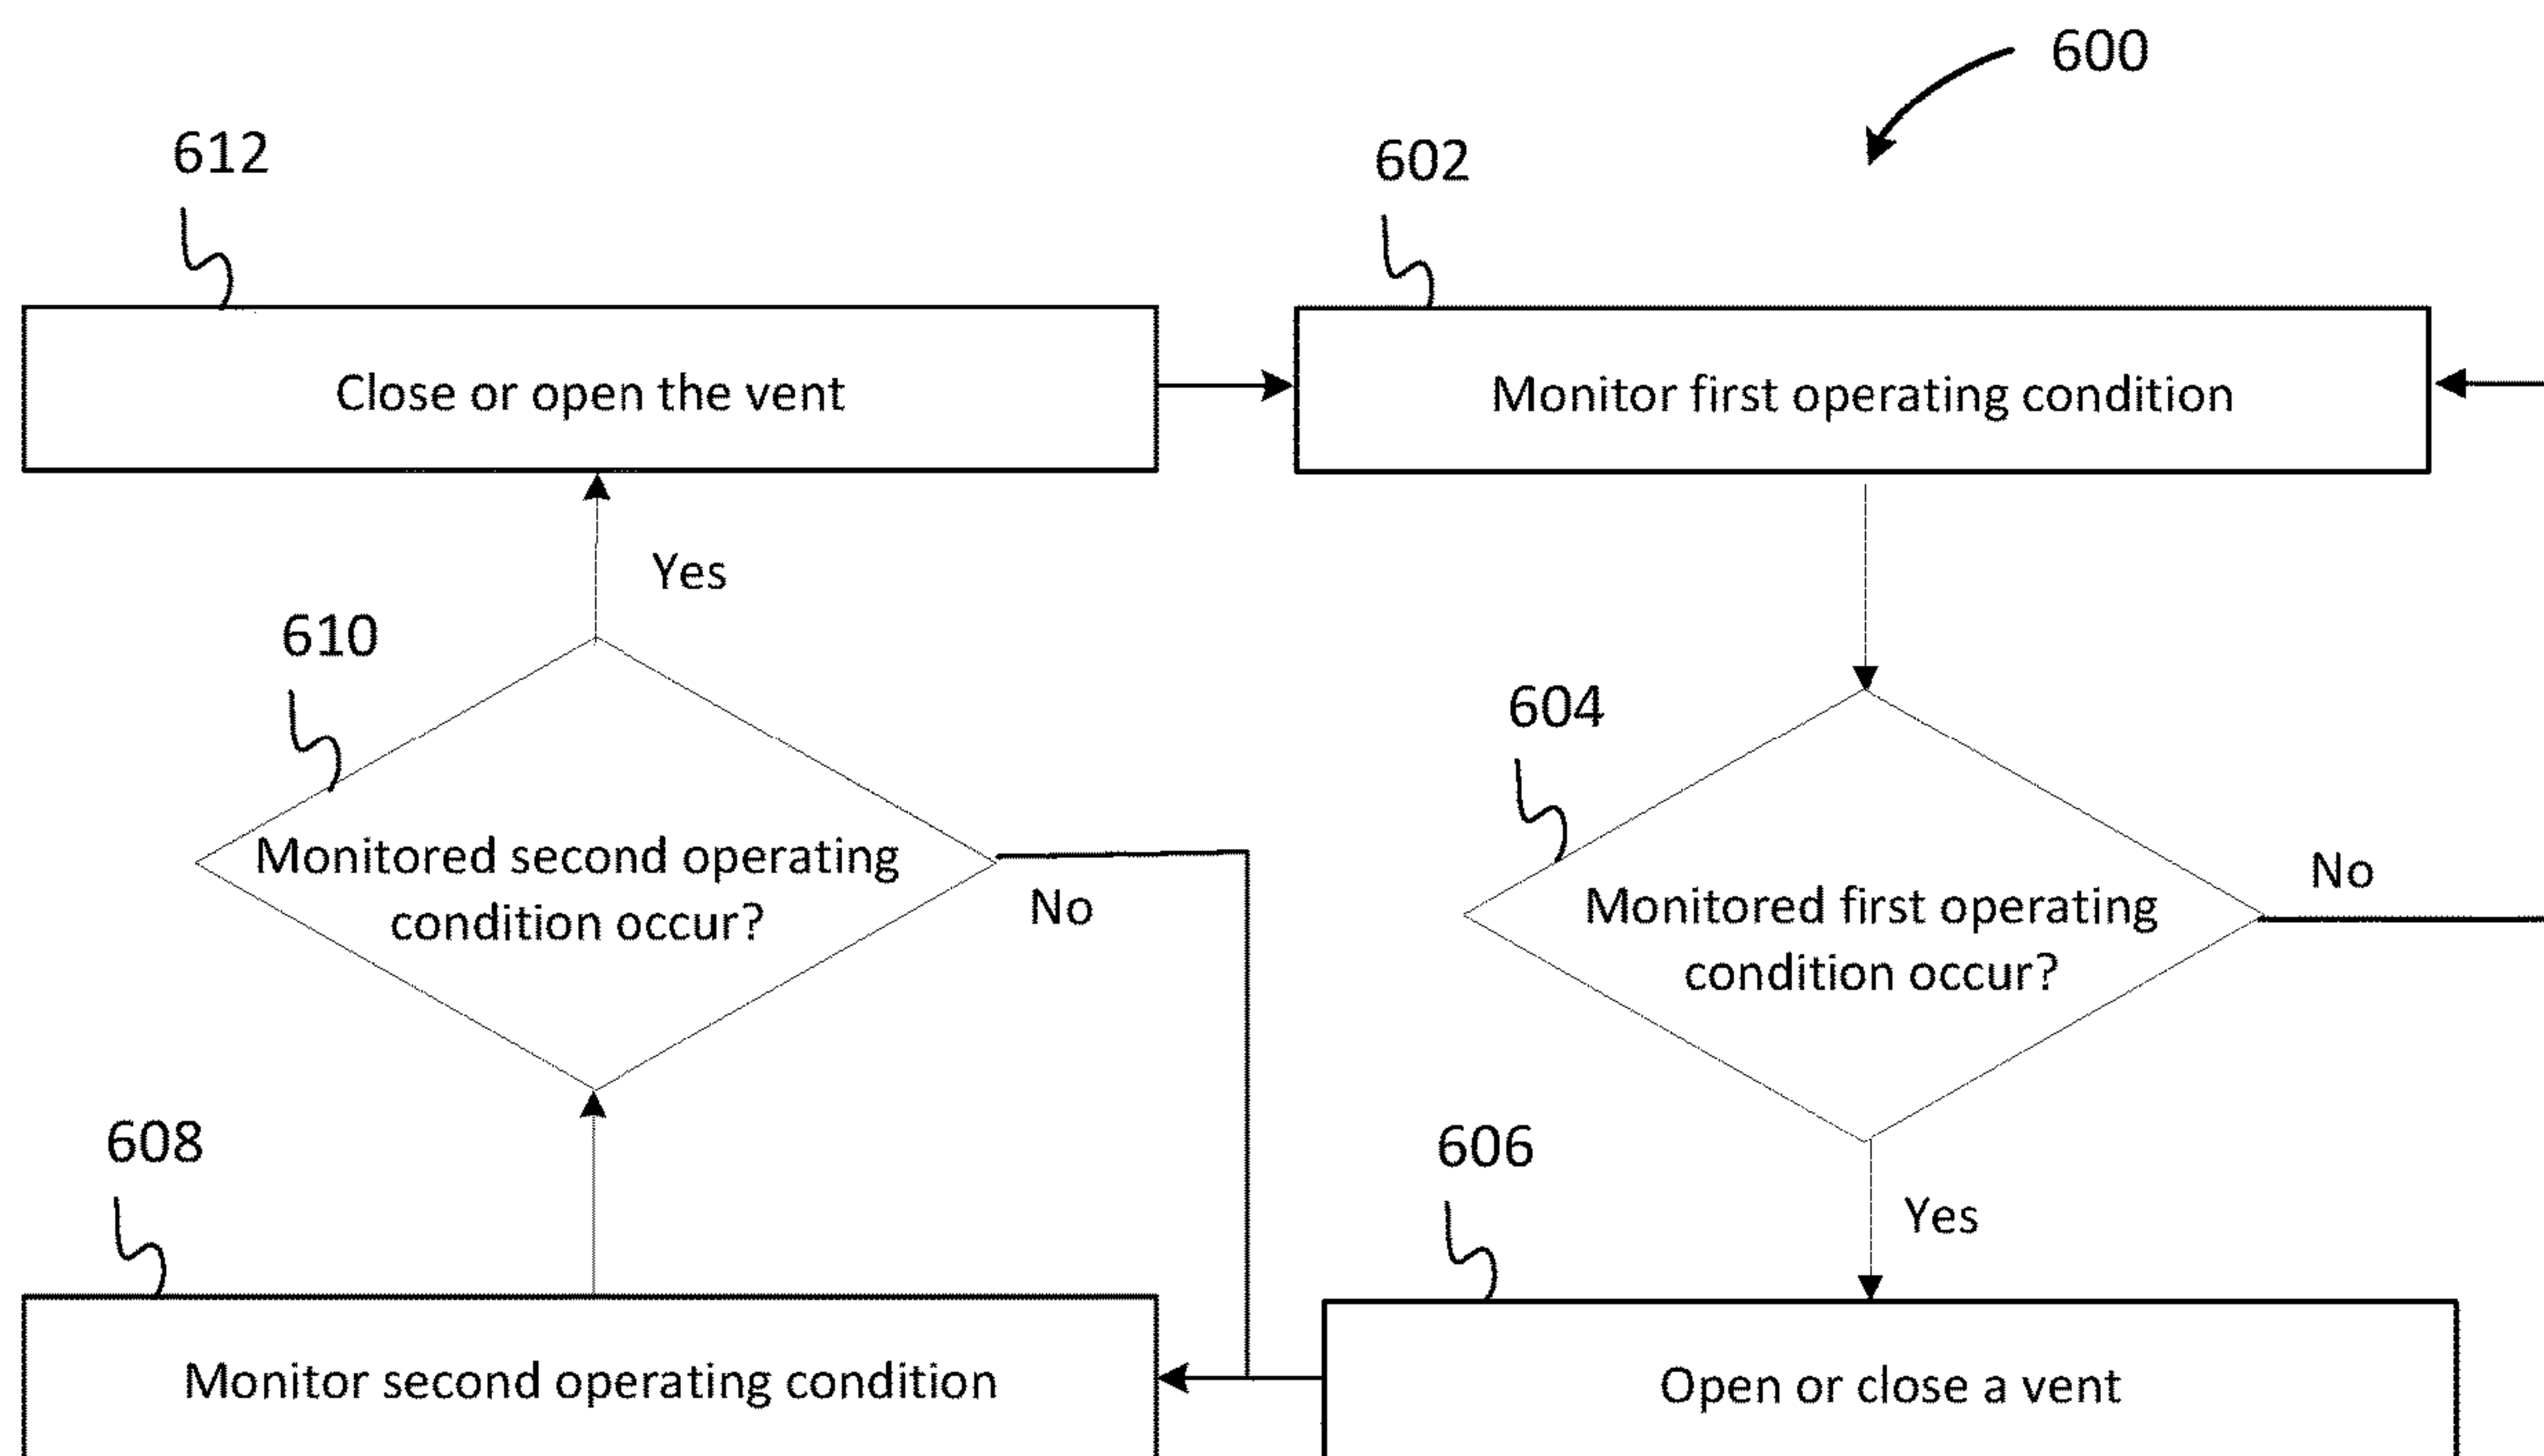 600
612
602
Close or open the vent
Monitor first operating condition
Yes
610
604
Monitored second operating
condition occur?
No
Monitored first operating
condition occur?
No
608
606
Yes
Monitor second operating condition
Open or close a vent